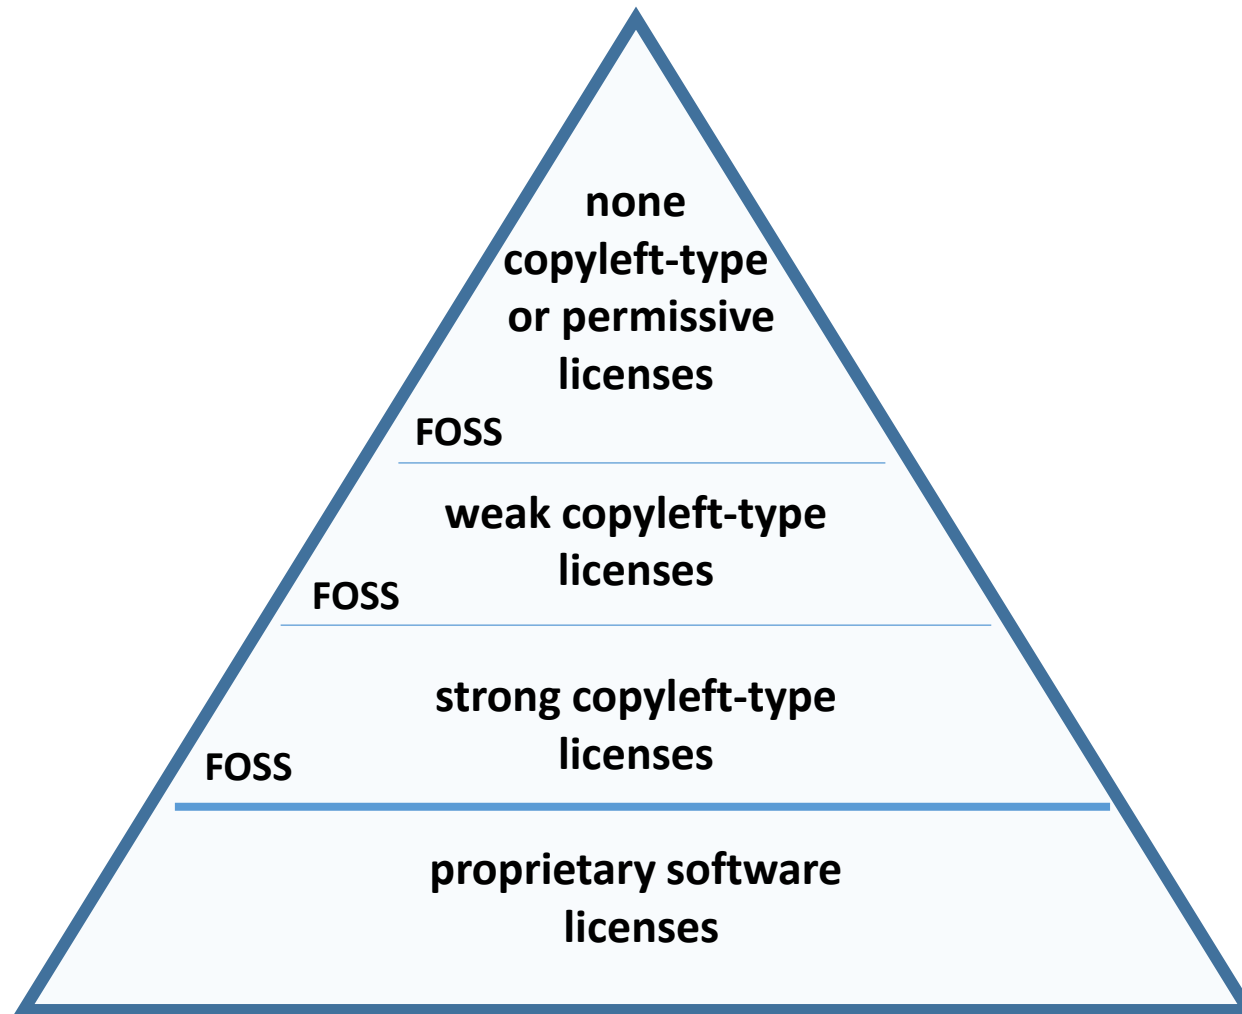 none
copyleft-type
or permissive
licenses
FOSS
weak copyleft-type
licenses
FOSS
strong copyleft-type
licenses
FOSS
proprietary software
licenses